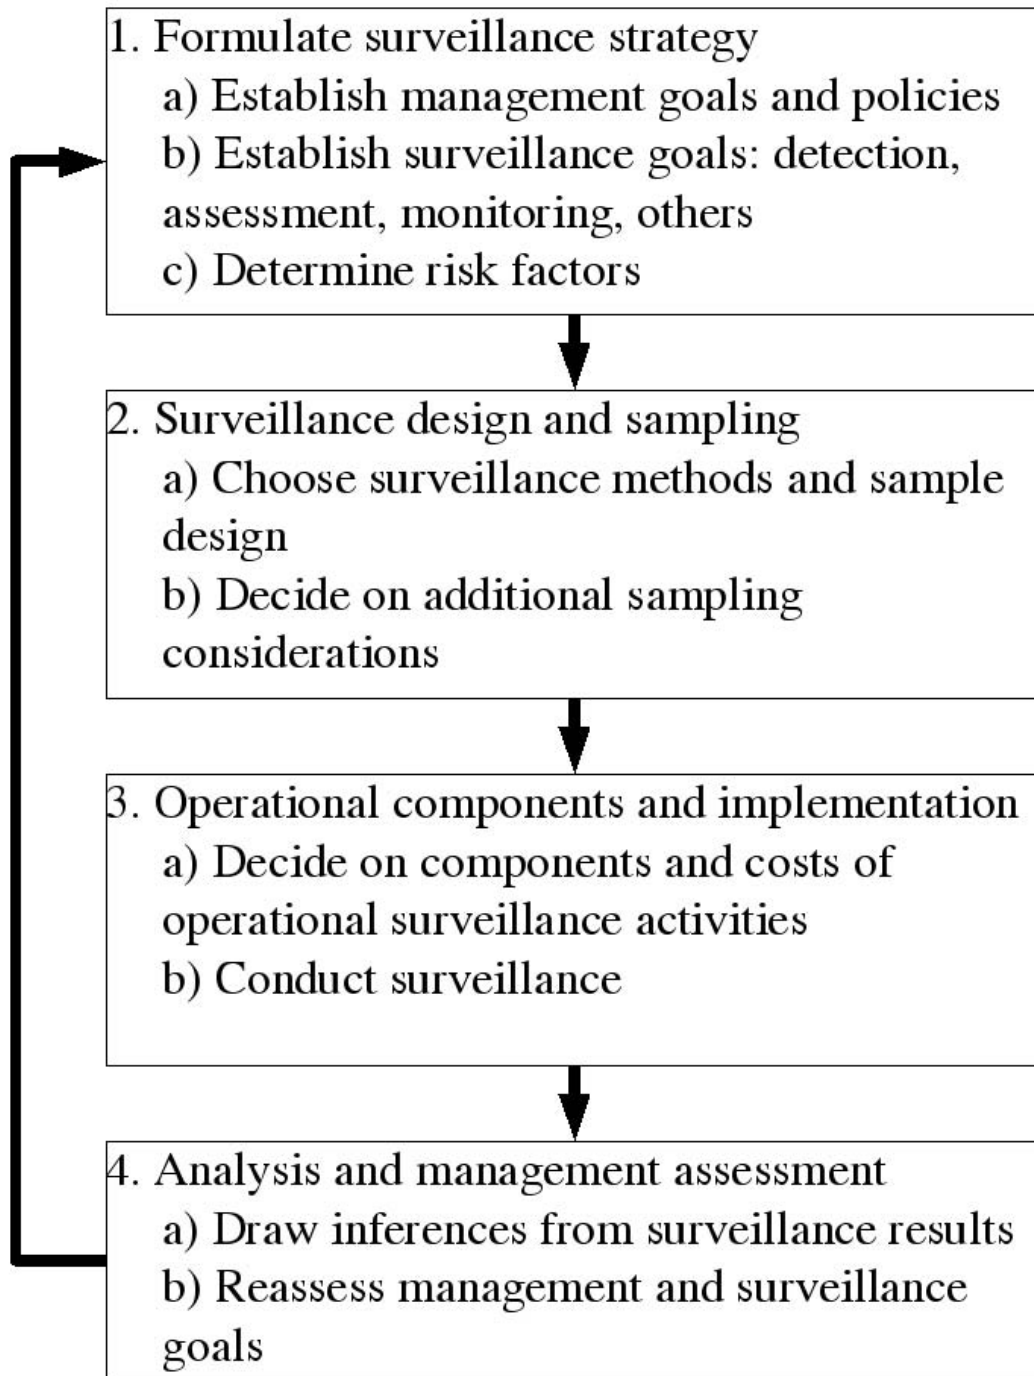 1. Formulate surveillance strategy
a) Establish management goals and policies
b) Establish surveillance goals: detection,
assessment, monitoring, others
c) Determine risk factors
2. Surveillance design and sampling
a) Choose surveillance methods and sample
design
b) Decide on additional sampling
considerations
3. Operational components and implementation
a) Decide on components and costs of
operational surveillance activities
b) Conduct surveillance
4. Analysis and management assessment
a) Draw inferences from surveillance results
b) Reassess management and surveillance
goals